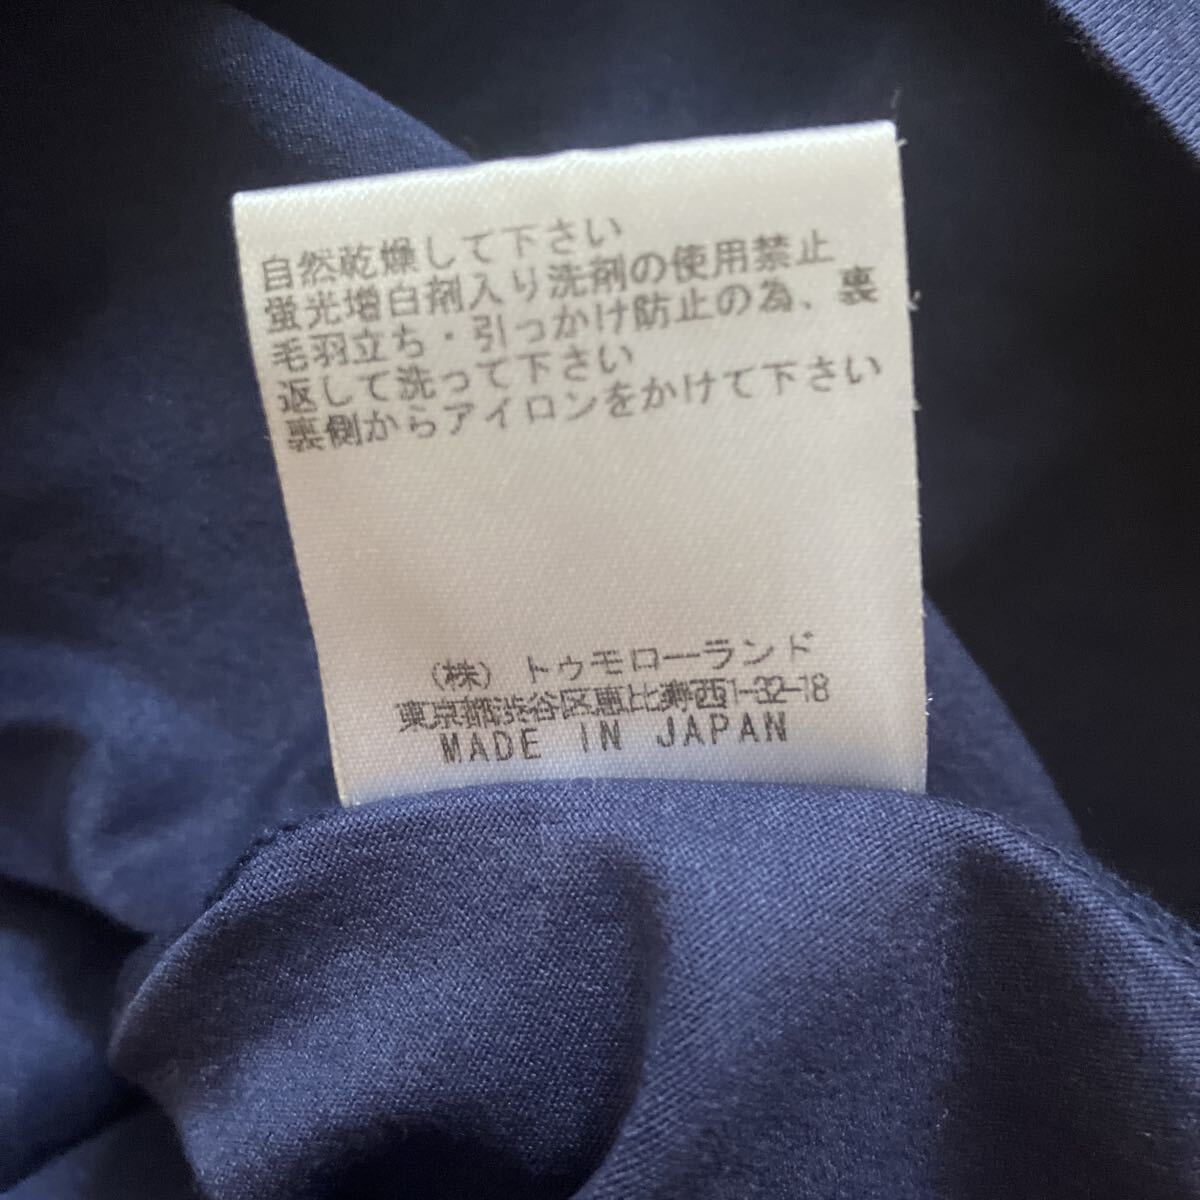 自然乾燥して下さい
蛍光増白剤入り洗剤の使用禁止
毛羽立ち・引っかけ防止の為、裏
返して洗って下さい
裏側からアイロンをかけて下さい
(株) トゥモローランド
東京都渋谷区恵比寿西1-32-18
MADE IN JAPAN